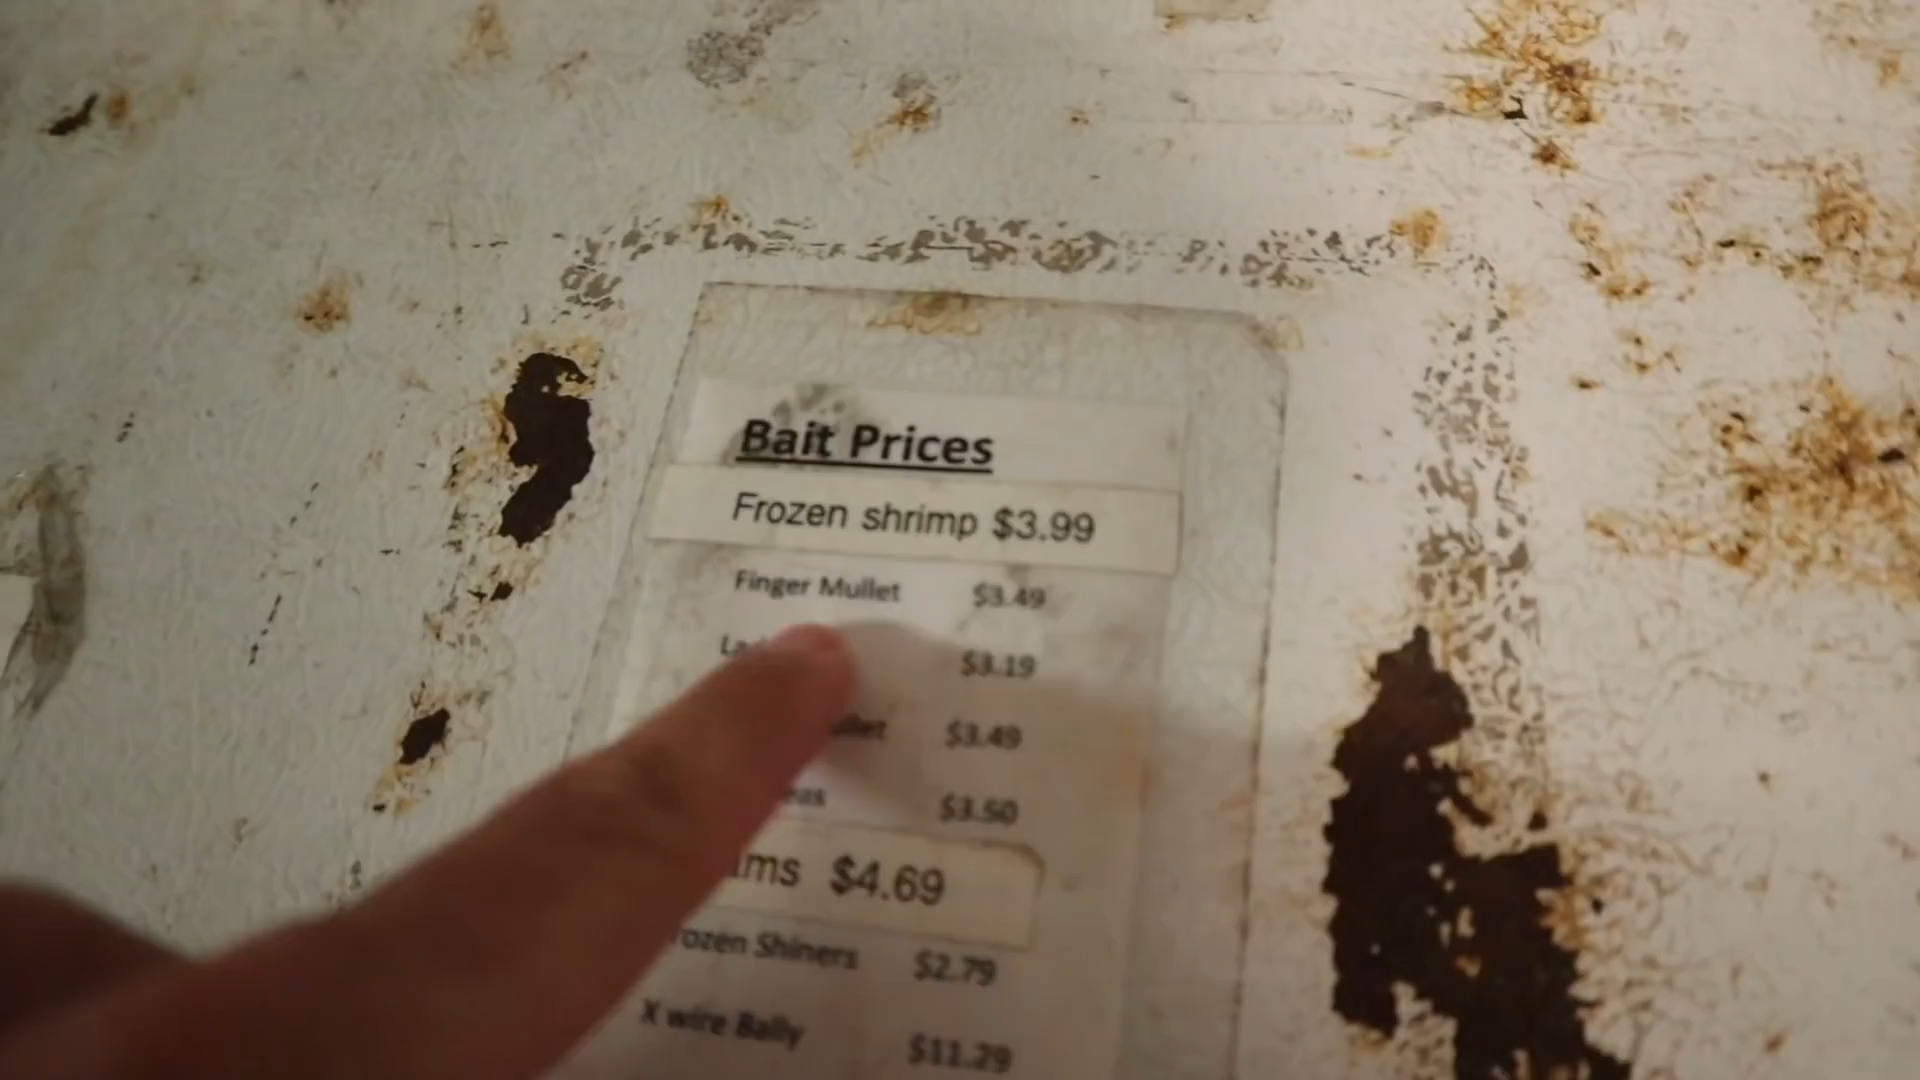 Bait Prices
Frozen shrimp $3.99
Finger Mullet $3.49
$3.19
$3.49
$3.50
$4.69
Shiners $2.79
X wire Bally $11.29